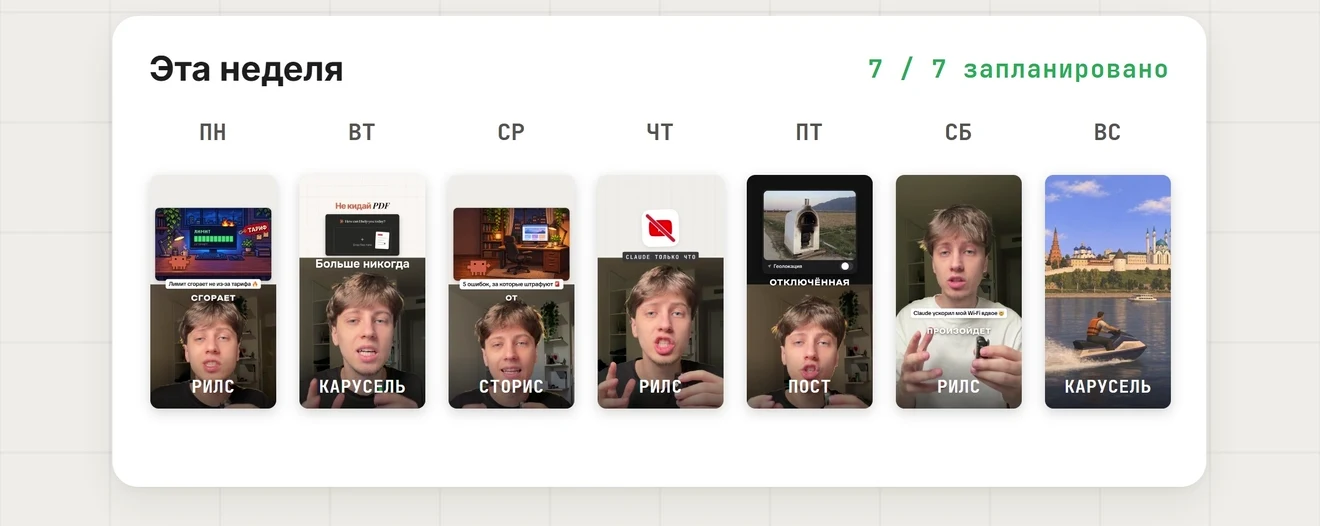 Эта неделя
7 / 7 запланировано
ПН ВТ СР ЧТ ПТ СБ ВС
ЛИМИТ
ТАРИФ
Лимит сгорает не из-за тарифа 🔥
СГОРАЕТ
РИЛС
Не кидай PDF
Больше никогда
КАРУСЕЛЬ
5 ошибок, за которые штрафуют 🚨
ОТ
СТОРИС
CLAUDE ТОЛЬКО ЧТО
РИЛС
Геолокация
ОТКЛЮЧЁННАЯ
ПОСТ
Claude ускорил мой Wi-Fi вдвое 🤯
ПРОИЗОЙДЕТ
РИЛС
КАРУСЕЛЬ